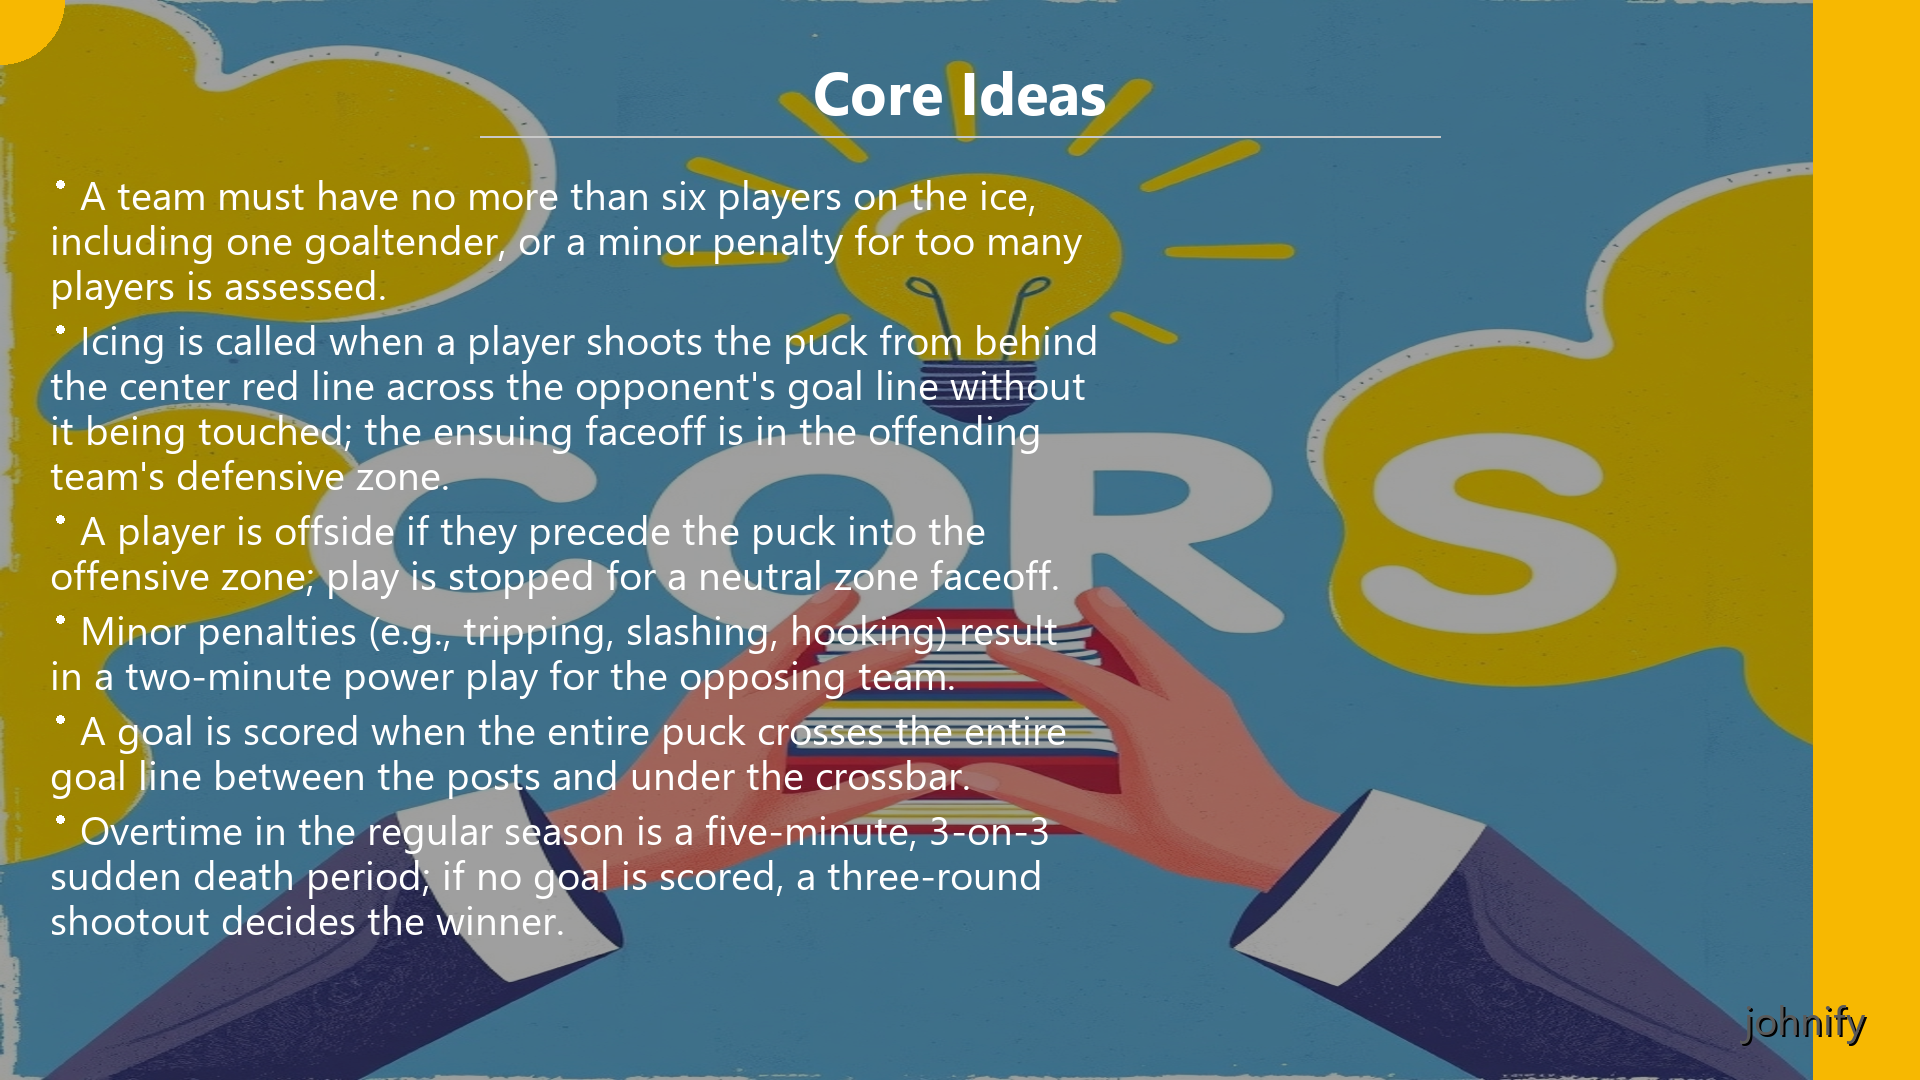 Core Ideas
• A team must have no more than six players on the ice,
including one goaltender, or a minor penalty for too many
players is assessed.
• Icing is called when a player shoots the puck from behind
the center red line across the opponent's goal line without
it being touched; the ensuing faceoff is in the offending
team's defensive zone.
• A player is offside if they precede the puck into the
offensive zone; play is stopped for a neutral zone faceoff.
• Minor penalties (e.g., tripping, slashing, hooking) result
in a two-minute power play for the opposing team.
• A goal is scored when the entire puck crosses the entire
goal line between the posts and under the crossbar.
• Overtime in the regular season is a five-minute, 3-on-3
sudden death period; if no goal is scored, a three-round
shootout decides the winner.
CORS
johnify